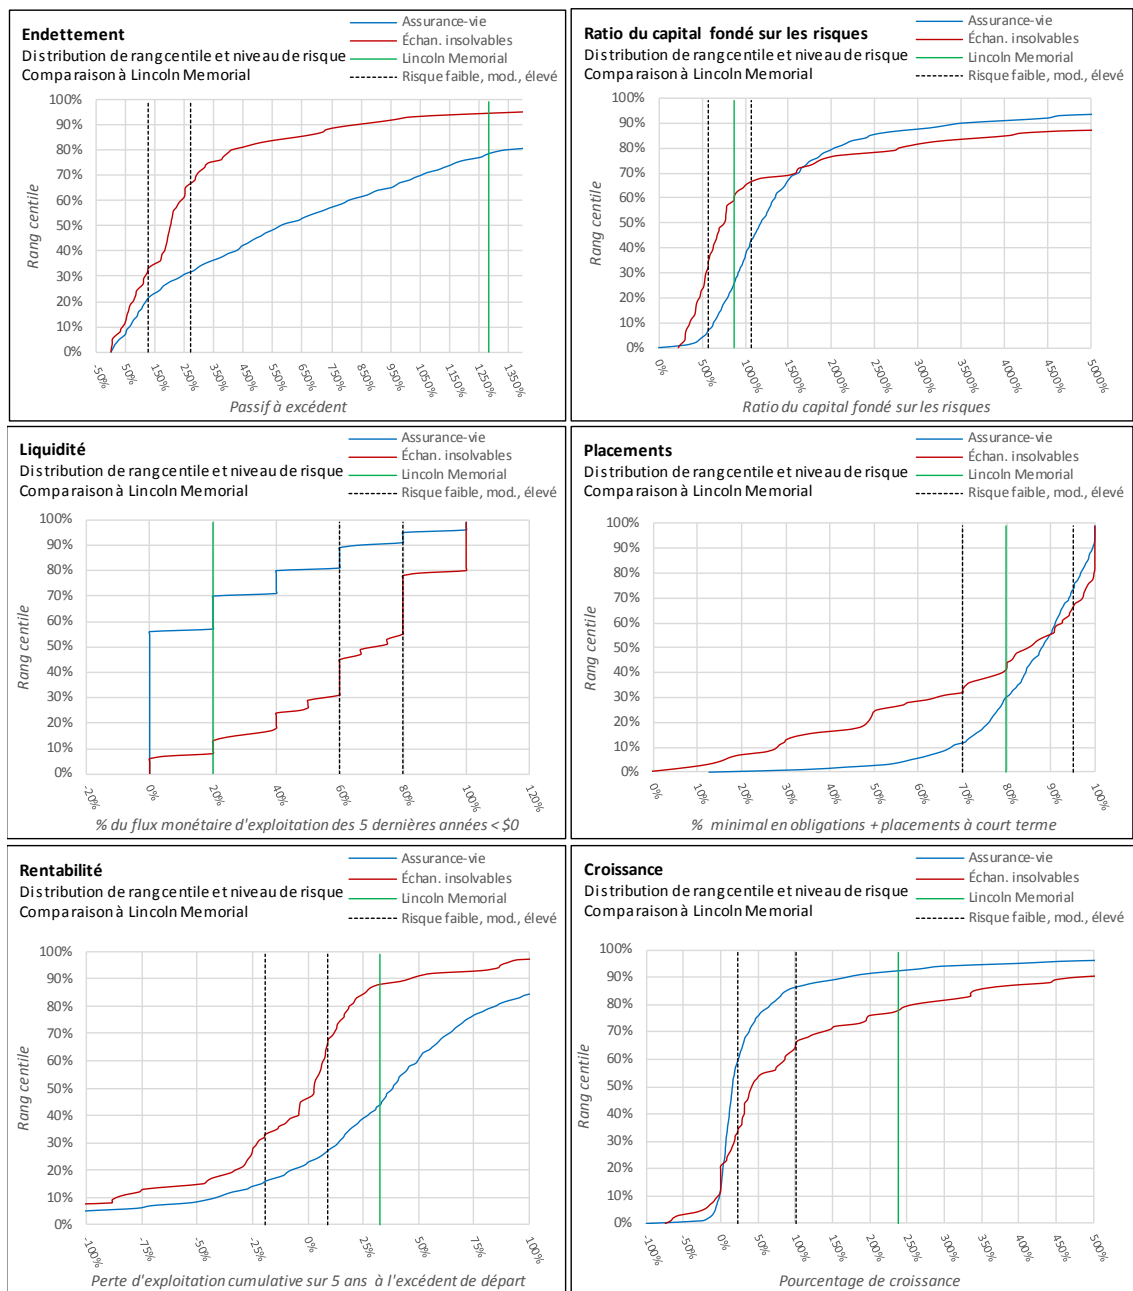 Endettement
Distribution de rang centile et niveau de risque
Comparaison à Lincoln Memorial
Assurance-vie
Échan. insolvables
Lincoln Memorial
Risque faible, mod., élevé
100%
90%
80%
70%
60%
50%
40%
30%
20%
10%
0%
Rang centile
-50% 50% 150% 250% 350% 450% 550% 650% 750% 850% 950% 1050% 1150% 1250% 1350%
Passif à excédent
Ratio du capital fondé sur les risques
Distribution de rang centile et niveau de risque
Comparaison à Lincoln Memorial
Assurance-vie
Échan. insolvables
Lincoln Memorial
Risque faible, mod., élevé
100%
90%
80%
70%
60%
50%
40%
30%
20%
10%
0%
Rang centile
0% 500% 1000% 1500% 2000% 2500% 3000% 3500% 4000% 4500% 5000%
Ratio du capital fondé sur les risques
Liquidité
Distribution de rang centile et niveau de risque
Comparaison à Lincoln Memorial
Assurance-vie
Échan. insolvables
Lincoln Memorial
Risque faible, mod., élevé
100%
90%
80%
70%
60%
50%
40%
30%
20%
10%
0%
Rang centile
-20% 0% 20% 40% 60% 80% 100% 120%
% du flux monétaire d'exploitation des 5 dernières années < $0
Placements
Distribution de rang centile et niveau de risque
Comparaison à Lincoln Memorial
Assurance-vie
Échan. insolvables
Lincoln Memorial
Risque faible, mod., élevé
100%
90%
80%
70%
60%
50%
40%
30%
20%
10%
0%
Rang centile
0% 10% 20% 30% 40% 50% 60% 70% 80% 90% 100%
% minimal en obligations + placements à court terme
Rentabilité
Distribution de rang centile et niveau de risque
Comparaison à Lincoln Memorial
Assurance-vie
Échan. insolvables
Lincoln Memorial
Risque faible, mod., élevé
100%
90%
80%
70%
60%
50%
40%
30%
20%
10%
0%
Rang centile
-100% -75% -50% -25% 0% 25% 50% 75% 100%
Perte d'exploitation cumulative sur 5 ans à l'excédent de départ
Croissance
Distribution de rang centile et niveau de risque
Comparaison à Lincoln Memorial
Assurance-vie
Échan. insolvables
Lincoln Memorial
Risque faible, mod., élevé
100%
90%
80%
70%
60%
50%
40%
30%
20%
10%
0%
Rang centile
-100% -50% 0% 50% 100% 150% 200% 250% 300% 350% 400% 450% 500%
Pourcentage de croissance